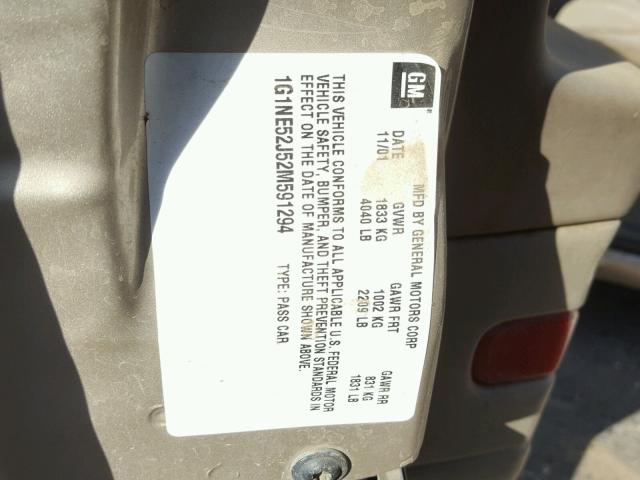 GM
MFD BY GENERAL MOTORS CORP
DATE GVWR GAWR FRT GAWR RR
11/01 1833 KG 1002 KG 831 KG
4040 LB 2209 LB 1831 LB
THIS VEHICLE CONFORMS TO ALL APPLICABLE U.S. FEDERAL MOTOR
VEHICLE SAFETY, BUMPER, AND THEFT PREVENTION STANDARDS IN
EFFECT ON THE DATE OF MANUFACTURE SHOWN ABOVE.
1G1NE52J52M591294 TYPE: PASS CAR